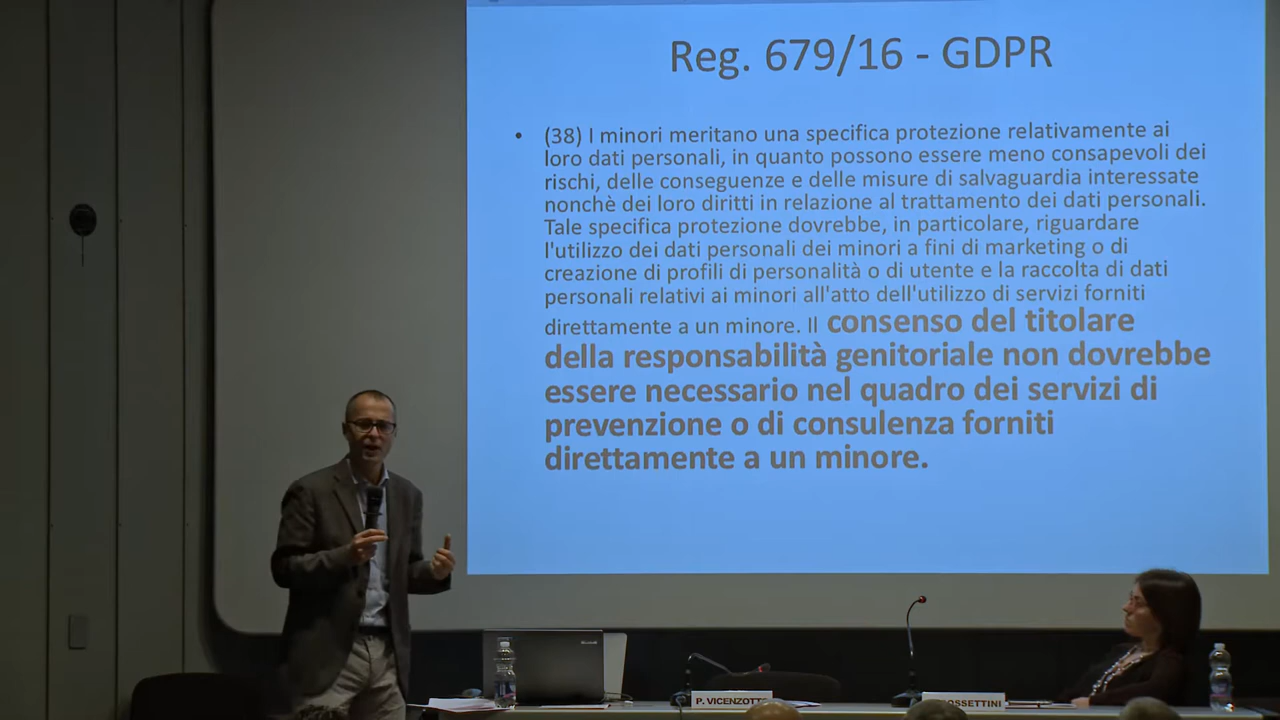 Reg. 679/16 - GDPR
• (38) I minori meritano una specifica protezione relativamente ai
loro dati personali, in quanto possono essere meno consapevoli dei
rischi, delle conseguenze e delle misure di salvaguardia interessate
nonchè dei loro diritti in relazione al trattamento dei dati personali.
Tale specifica protezione dovrebbe, in particolare, riguardare
l'utilizzo dei dati personali dei minori a fini di marketing o di
creazione di profili di personalità o di utente e la raccolta di dati
personali relativi ai minori all'atto dell'utilizzo di servizi forniti
direttamente a un minore. Il consenso del titolare
della responsabilità genitoriale non dovrebbe
essere necessario nel quadro dei servizi di
prevenzione o di consulenza forniti
direttamente a un minore.
P. VICENZOTT
OSSETTINI